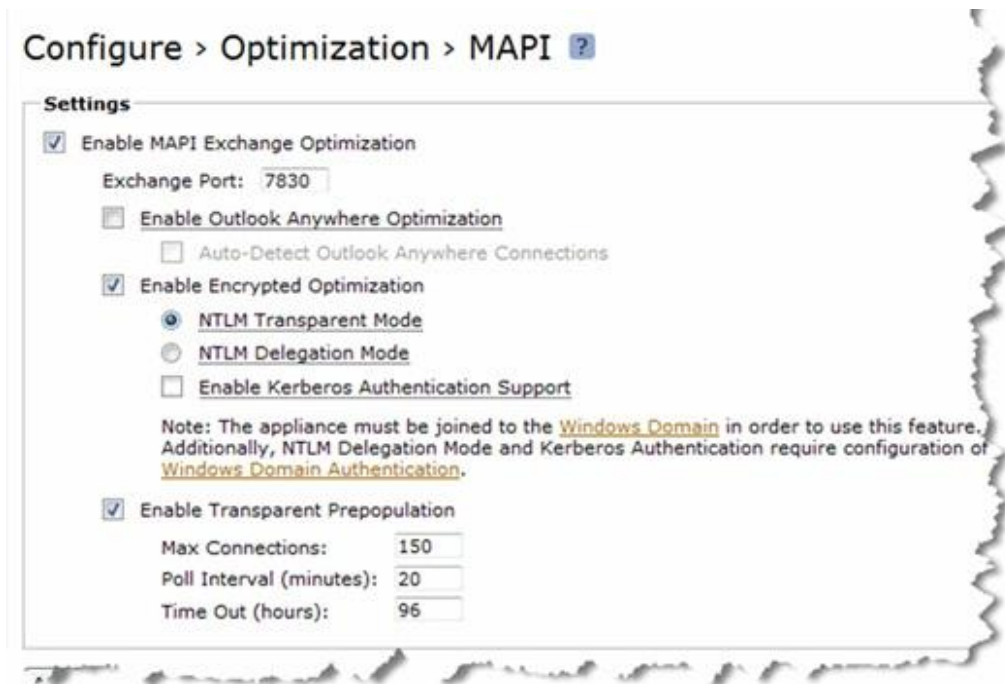 Configure > Optimization > MAPI ?
Settings
Enable MAPI Exchange Optimization
Exchange Port: 7830
Enable Outlook Anywhere Optimization
Auto-Detect Outlook Anywhere Connections
Enable Encrypted Optimization
NTLM Transparent Mode
NTLM Delegation Mode
Enable Kerberos Authentication Support
Note: The appliance must be joined to the Windows Domain in order to use this feature.
Additionally, NTLM Delegation Mode and Kerberos Authentication require configuration of
Windows Domain Authentication.
Enable Transparent Prepopulation
Max Connections: 150
Poll Interval (minutes): 20
Time Out (hours): 96